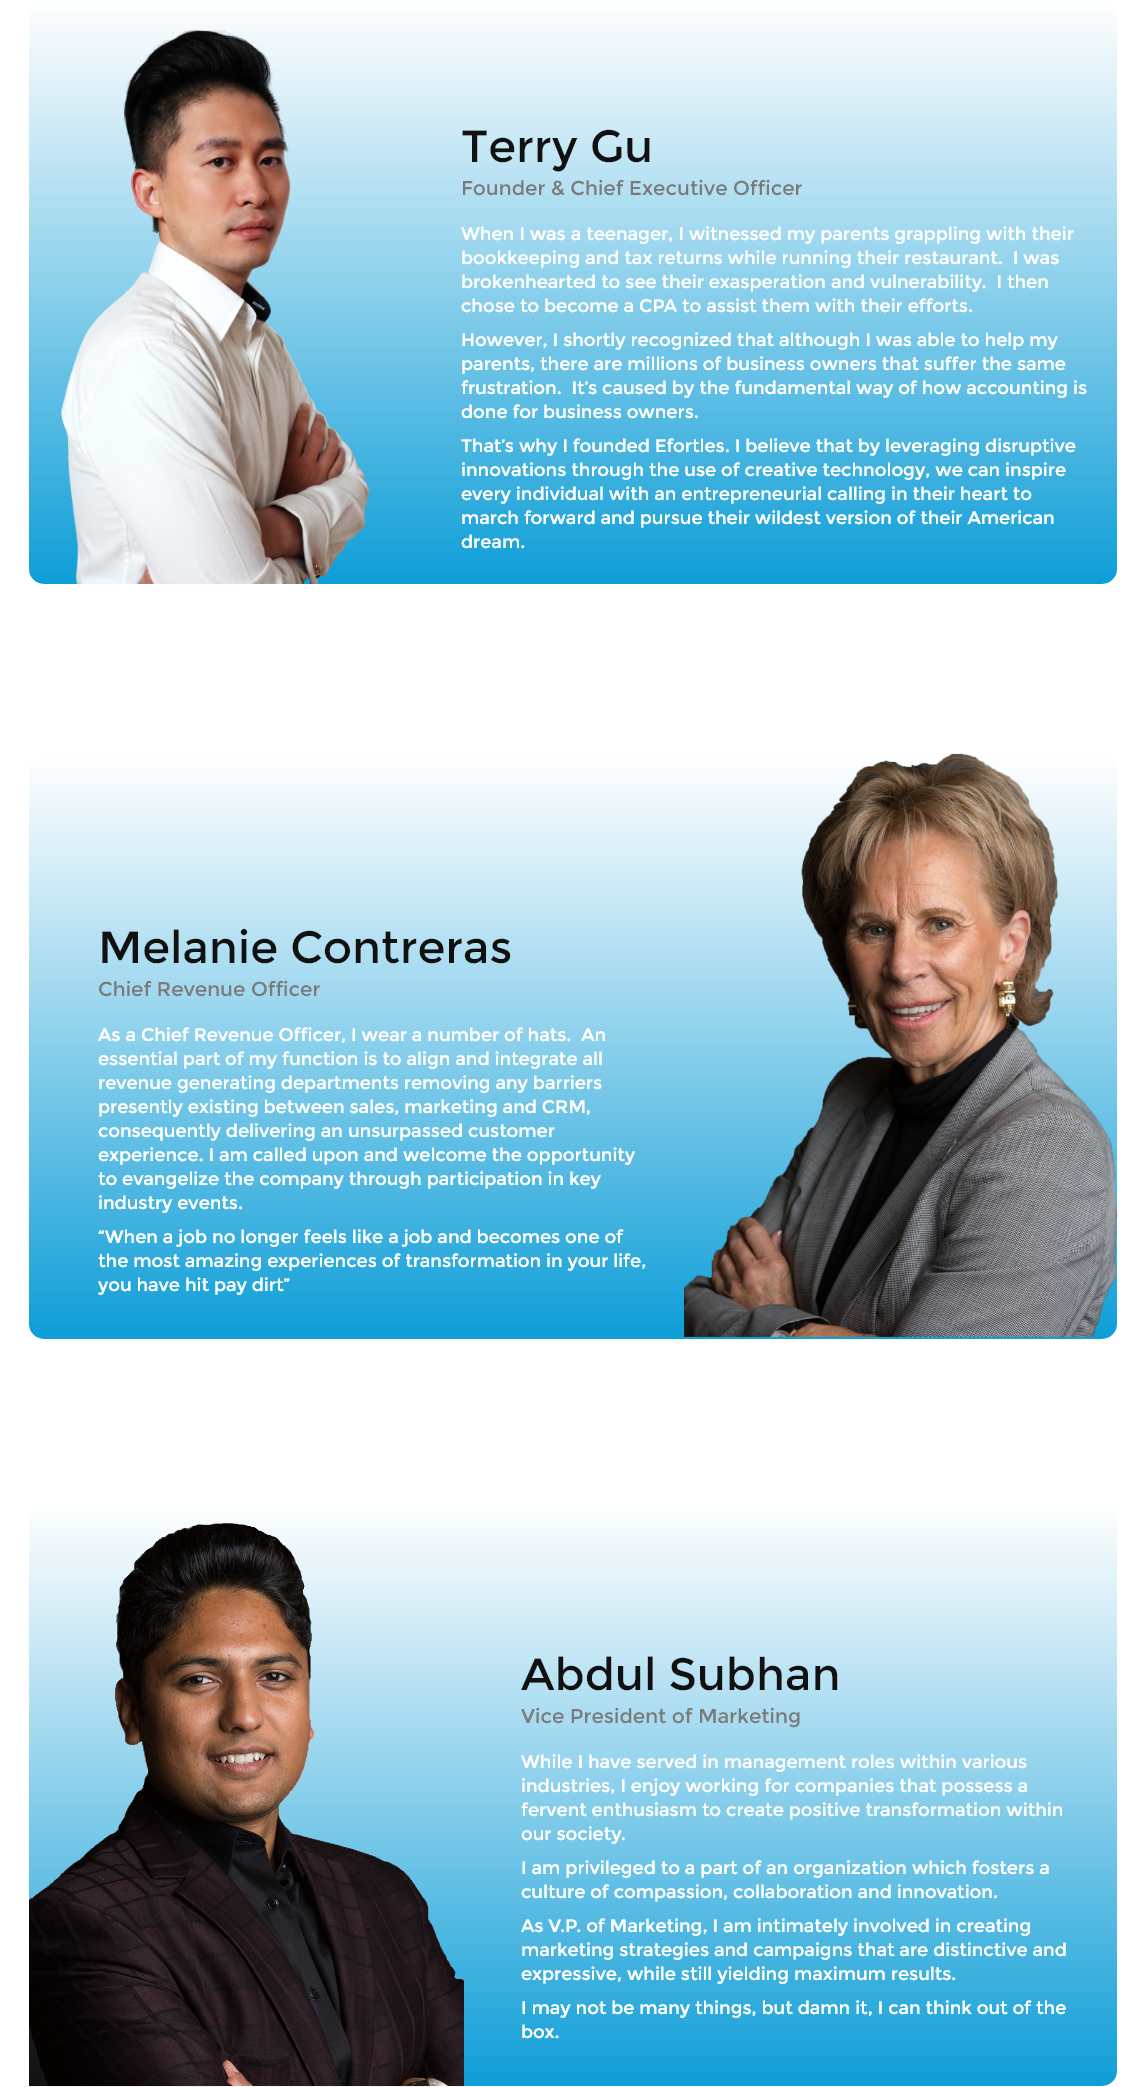 Terry Gu
Founder & Chief Executive Officer
When I was a teenager, I witnessed my parents grappling with their
bookkeeping and tax returns while running their restaurant.  I was
brokenhearted to see their exasperation and vulnerability.  I then
chose to become a CPA to assist them with their efforts.
However, I shortly recognized that although I was able to help my
parents, there are millions of business owners that suffer the same
frustration.  It’s caused by the fundamental way of how accounting is
done for business owners.
That’s why I founded Efortles. I believe that by leveraging disruptive
innovations through the use of creative technology, we can inspire
every individual with an entrepreneurial calling in their heart to
march forward and pursue their wildest version of their American
dream.
Melanie Contreras
Chief Revenue Officer
As a Chief Revenue Officer, I wear a number of hats.  An
essential part of my function is to align and integrate all
revenue generating departments removing any barriers
presently existing between sales, marketing and CRM,
consequently delivering an unsurpassed customer
experience. I am called upon and welcome the opportunity
to evangelize the company through participation in key
industry events.
“When a job no longer feels like a job and becomes one of
the most amazing experiences of transformation in your life,
you have hit pay dirt”
Abdul Subhan
Vice President of Marketing
While I have served in management roles within various
industries, I enjoy working for companies that possess a
fervent enthusiasm to create positive transformation within
our society.
I am privileged to a part of an organization which fosters a
culture of compassion, collaboration and innovation.
As V.P. of Marketing, I am intimately involved in creating
marketing strategies and campaigns that are distinctive and
expressive, while still yielding maximum results.
I may not be many things, but damn it, I can think out of the
box.